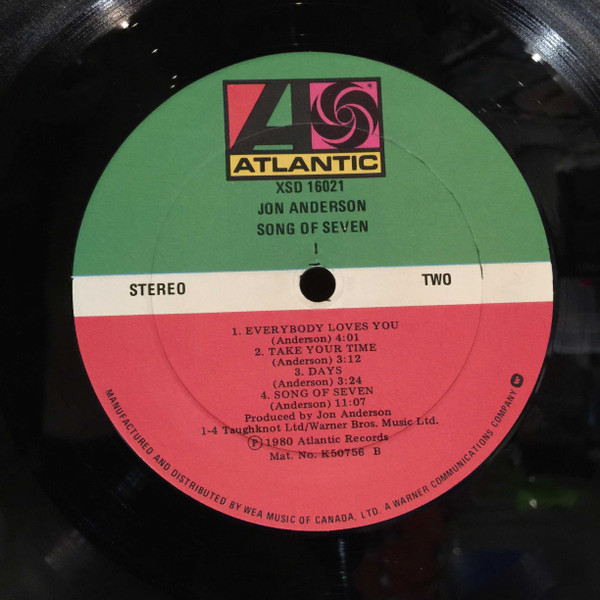 ATLANTIC
XSD 16021
JON ANDERSON
SONG OF SEVEN
STEREO
TWO
1. EVERYBODY LOVES YOU
(Anderson) 4:01
2. TAKE YOUR TIME
(Anderson) 3:12
3. DAYS
(Anderson) 3:24
4. SONG OF SEVEN
(Anderson) 11:07
Produced by Jon Anderson
1-4 Taughknot Ltd/Warner Bros. Music Ltd.
Ⓟ1980 Atlantic Records
Mat. No. K50756 B
MANUFACTURED AND DISTRIBUTED BY WEA MUSIC OF CANADA, LTD. A WARNER COMMUNICATIONS COMPANY